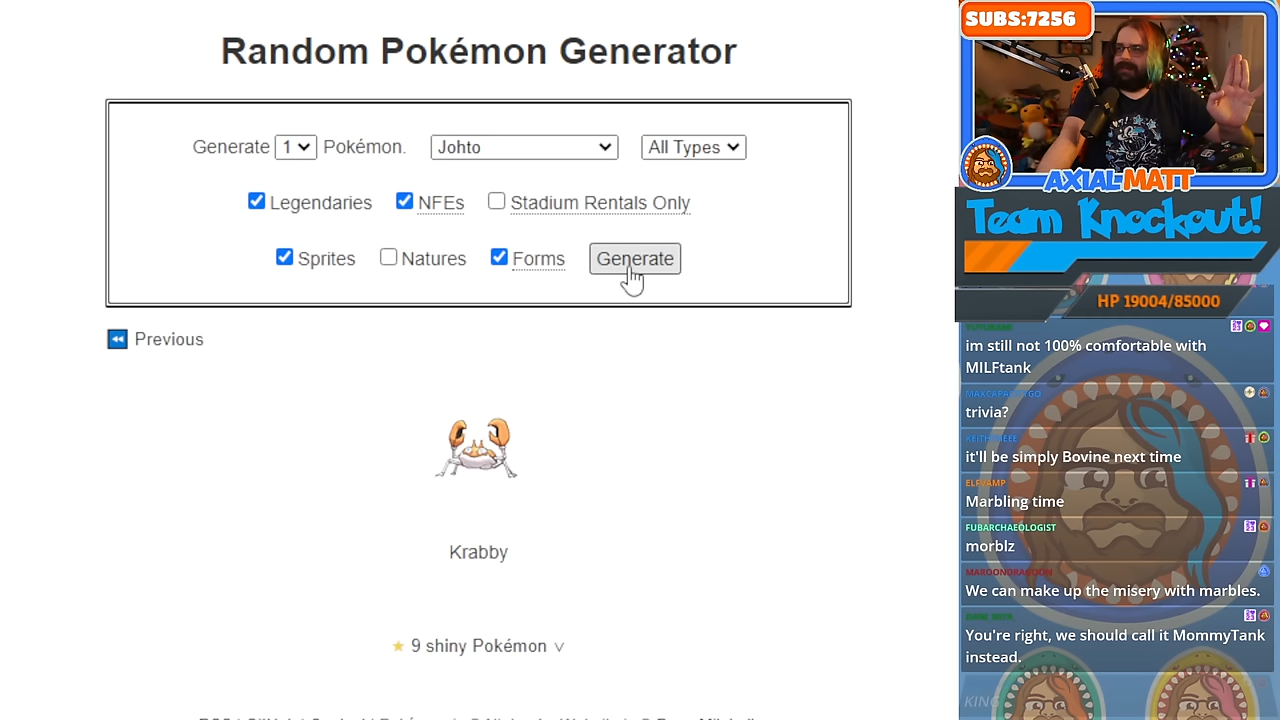 Random Pokémon Generator
Generate 1 Pokémon. Johto All Types
Legendaries NFEs Stadium Rentals Only
Sprites Natures Forms Generate
Previous
Krabby
9 shiny Pokémon
SUBS:7256
AXIALMATT
Team Knockout!
HP 19004/85000
im still not 100% comfortable with
MILFtank
trivia?
it'll be simply Bovine next time
ELFVAMP
Marbling time
FUBARCHAEOLOGIST
morblz
MAROONDRAGOON
We can make up the misery with marbles.
You're right, we should call it MommyTank
instead.
KING